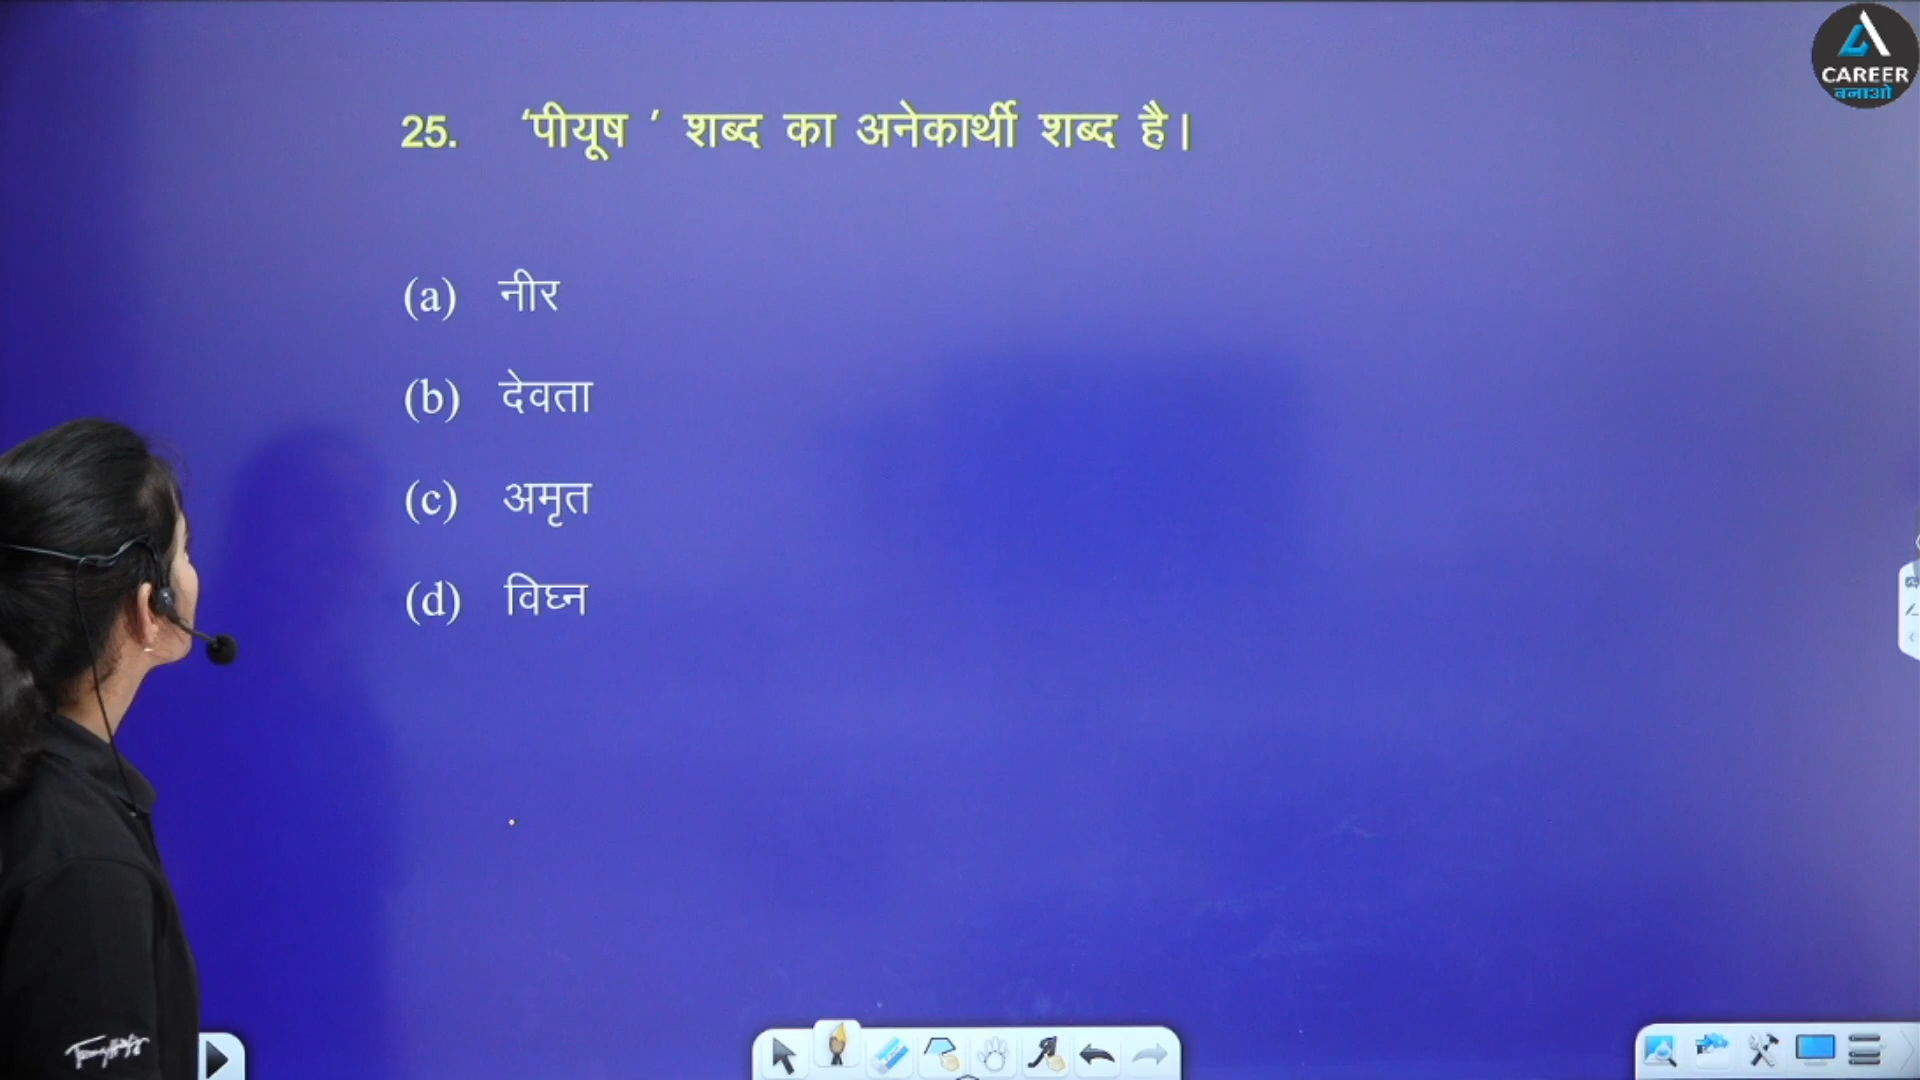 CAREER
बनाओ
25. ‘पीयूष ’ शब्द का अनेकार्थी शब्द है।
(a) नीर
(b) देवता
(c) अमृत
(d) विघ्न